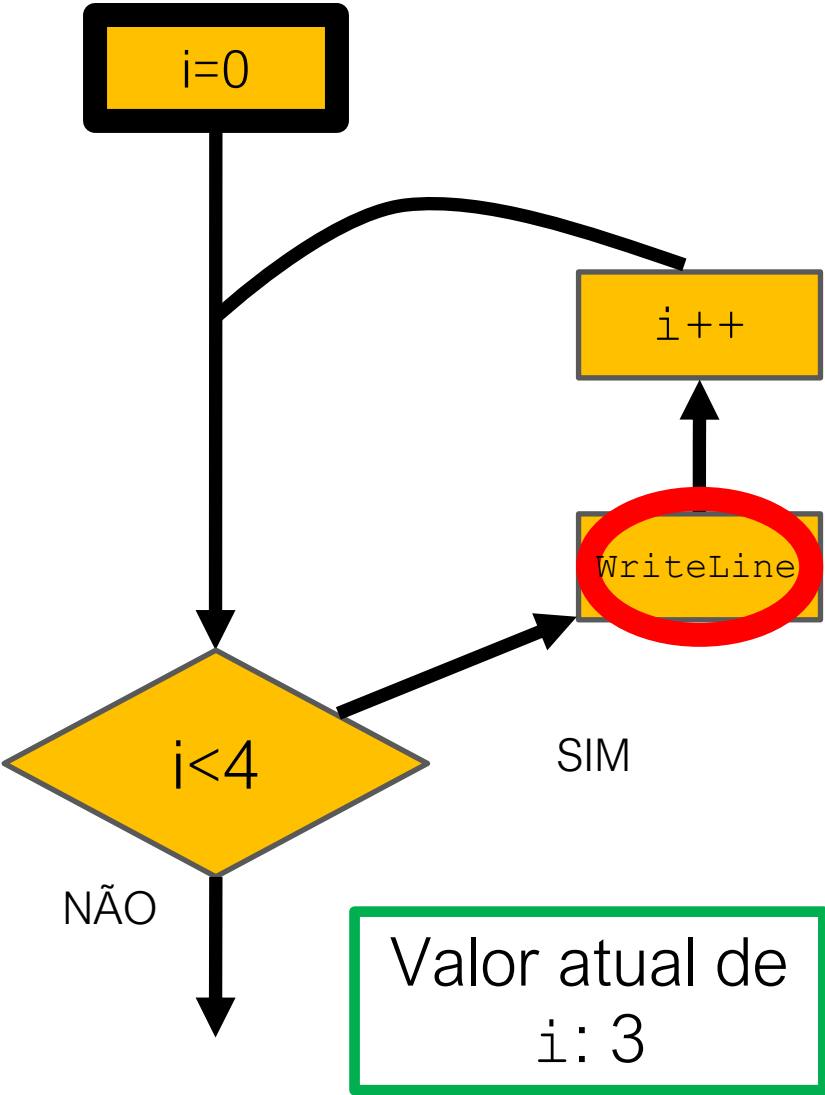 i=0
i++
WriteLine
i<4
SIM
NÃO
Valor atual de
i: 3